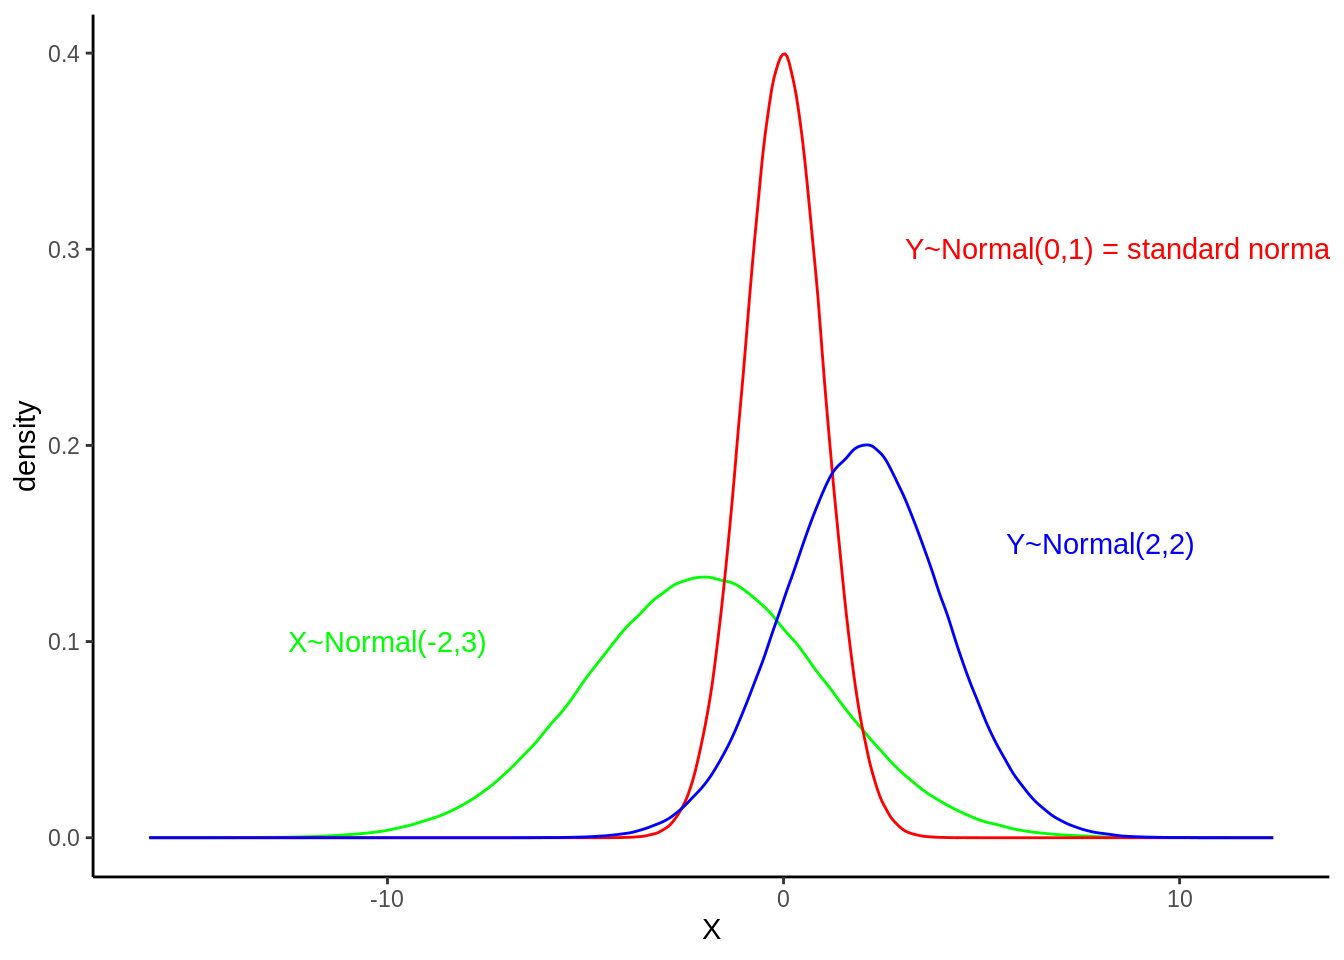 0.4
0.3
0.2
0.1
0.0
density
Y~Normal(0,1) = standard norma
Y~Normal(2,2)
X~Normal(-2,3)
-10
0
10
X